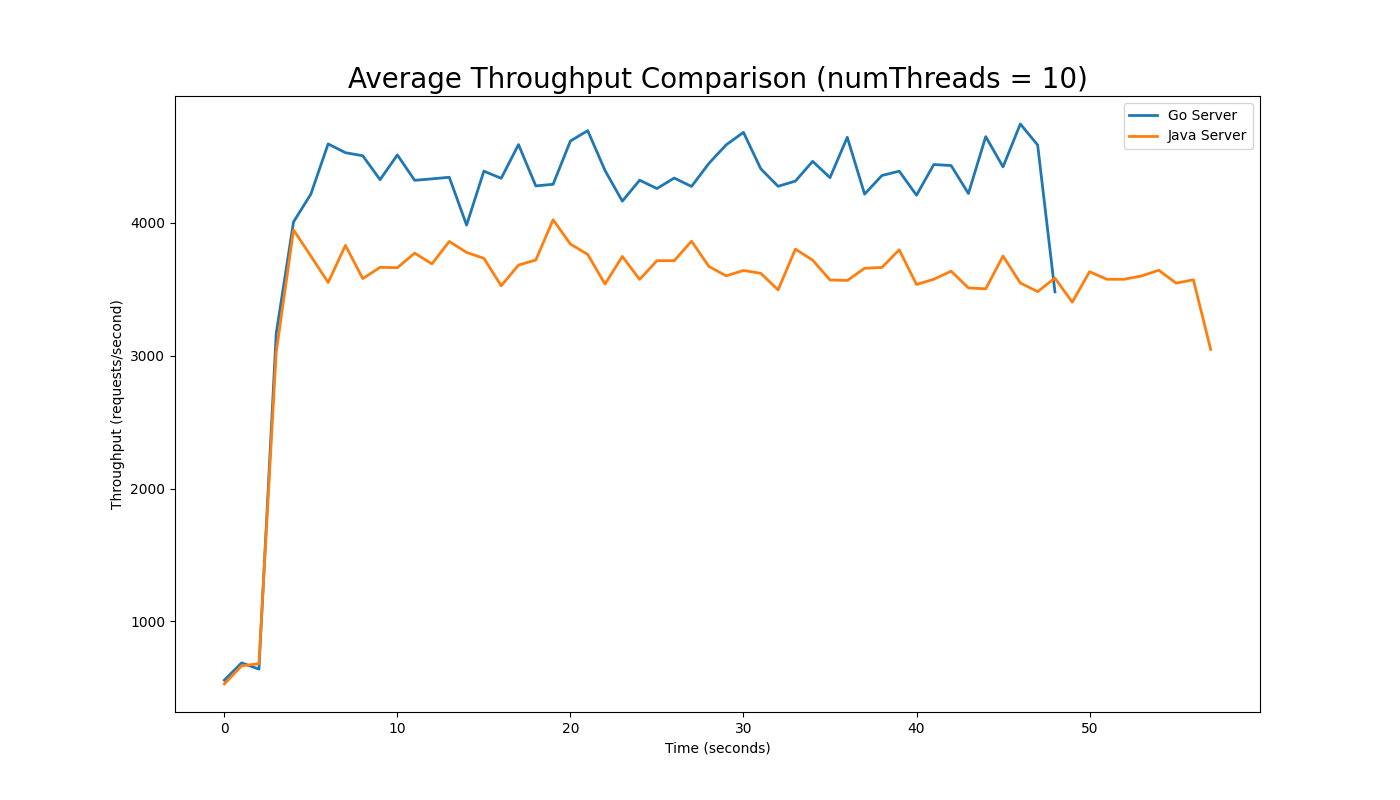 Average Throughput Comparison (numThreads = 10)
Go Server
Java Server
Throughput (requests/second)
4000
3000
2000
1000
0
10
20
30
40
50
Time (seconds)